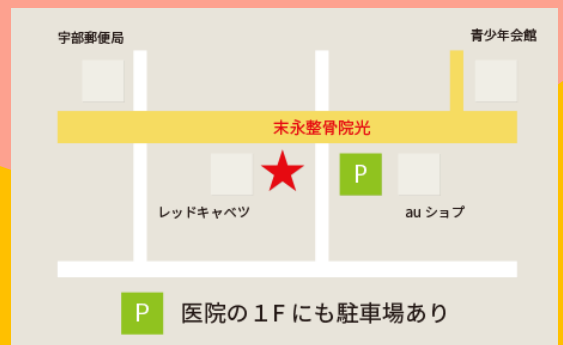 宇部郵便局
青少年会館
末永整骨院光
P
レッドキャベツ
au ショプ
P 医院の１Fにも駐車場あり